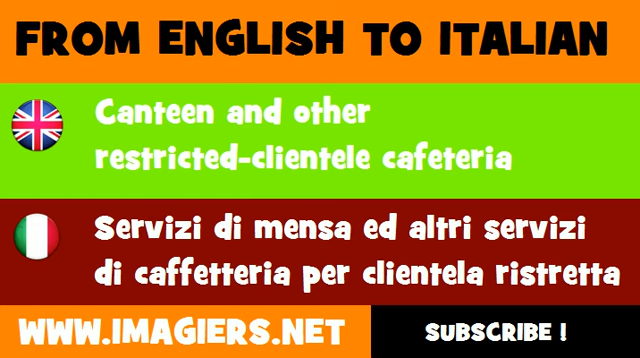 FROM ENGLISH TO ITALIAN
Canteen and other
restricted-clientele cafeteria
Servizi di mensa ed altri servizi
di caffetteria per clientela ristretta
WWW.IMAGIERS.NET
SUBSCRIBE !